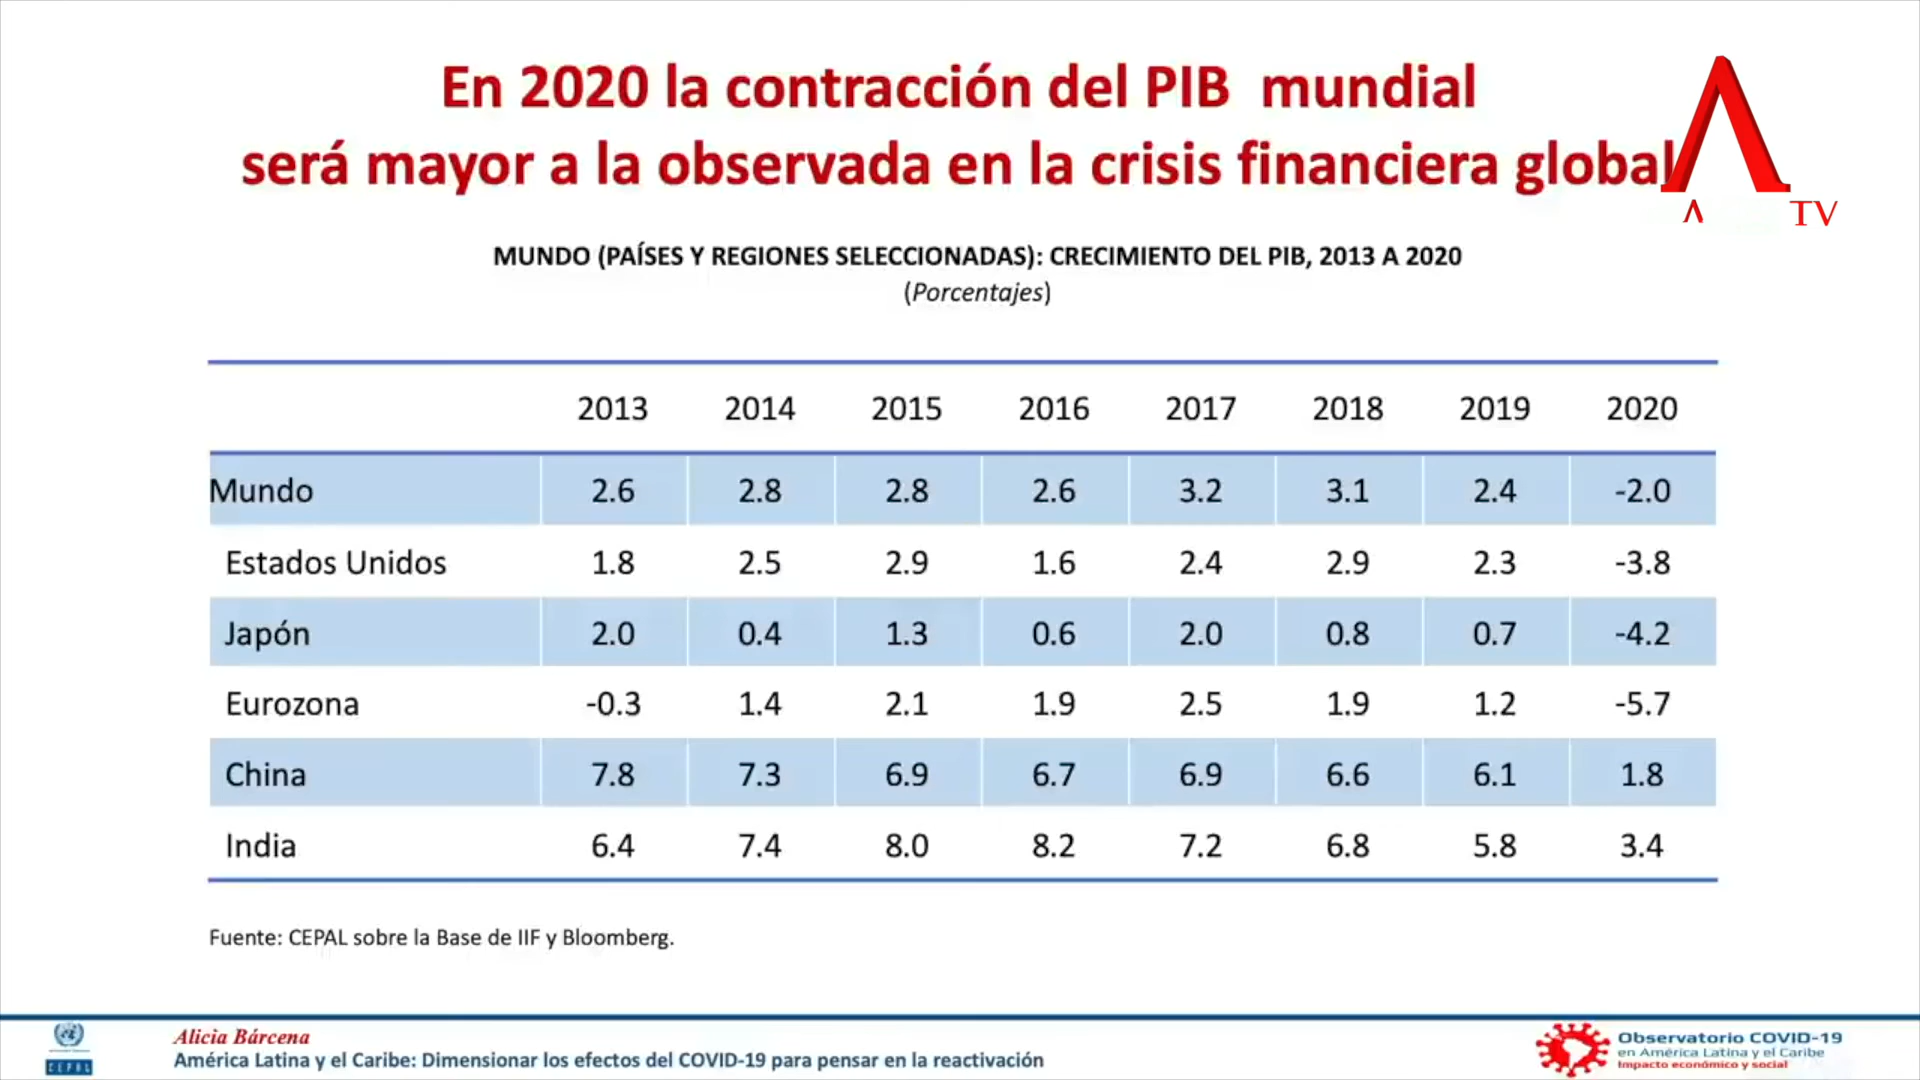 En 2020 la contracción del PIB mundial
será mayor a la observada en la crisis financiera global
TV
MUNDO (PAÍSES Y REGIONES SELECCIONADAS): CRECIMIENTO DEL PIB, 2013 A 2020
(Porcentajes)
2013 2014 2015 2016 2017 2018 2019 2020
Mundo 2.6 2.8 2.8 2.6 3.2 3.1 2.4 -2.0
Estados Unidos 1.8 2.5 2.9 1.6 2.4 2.9 2.3 -3.8
Japón 2.0 0.4 1.3 0.6 2.0 0.8 0.7 -4.2
Eurozona -0.3 1.4 2.1 1.9 2.5 1.9 1.2 -5.7
China 7.8 7.3 6.9 6.7 6.9 6.6 6.1 1.8
India 6.4 7.4 8.0 8.2 7.2 6.8 5.8 3.4
Fuente: CEPAL sobre la Base de IIF y Bloomberg.
CEPAL
Alicia Bárcena
América Latina y el Caribe: Dimensionar los efectos del COVID-19 para pensar en la reactivación
Observatorio COVID-19
en América Latina y el Caribe
Impacto económico y social